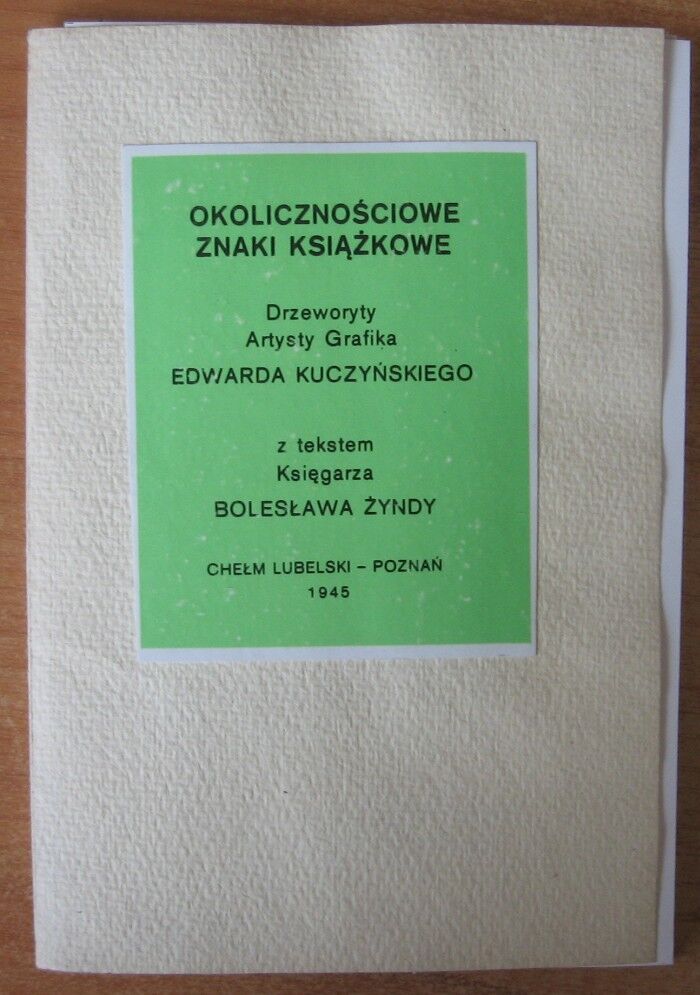 OKOLICZNOŚCIOWE
ZNAKI KSIĄŻKOWE
Drzeworyty
Artysty Grafika
EDWARDA KUCZYŃSKIEGO
z tekstem
Księgarza
BOLESŁAWA ŻYNDY
CHEŁM LUBELSKI – POZNAŃ
1945